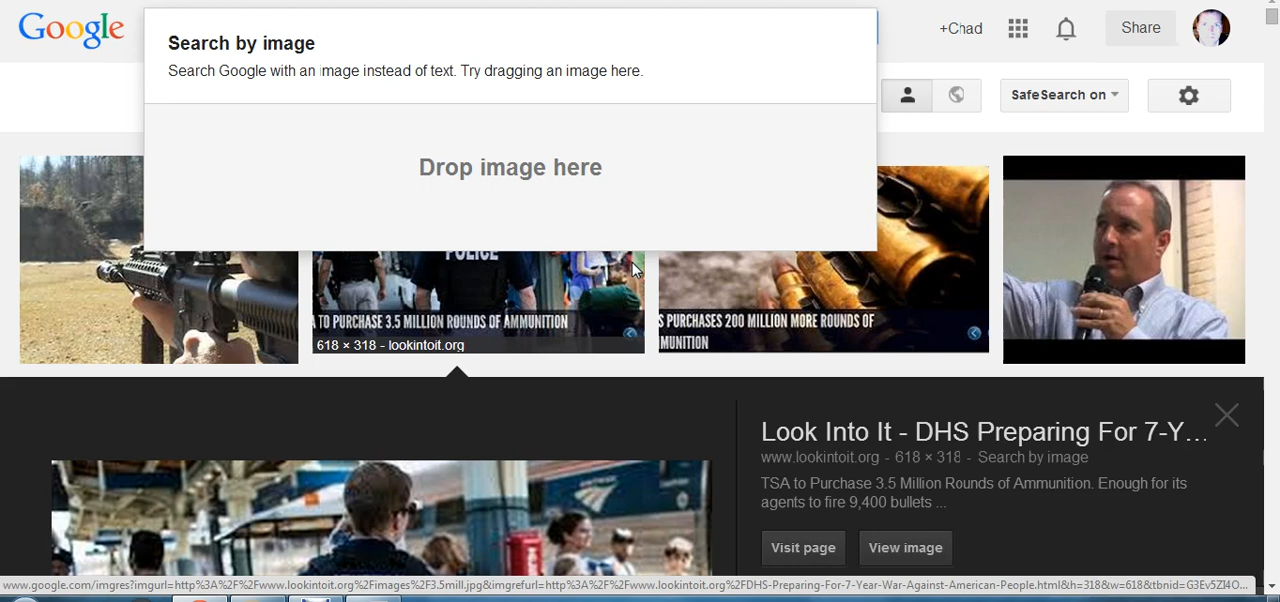 Google
Search by image
Search Google with an image instead of text. Try dragging an image here.
+Chad
Share
SafeSearch on
Drop image here
POLICE
A TO PURCHASE 3.5 MILLION ROUNDS OF AMMUNITION
618 × 318 - lookintoit.org
S PURCHASES 200 MILLION MORE ROUNDS OF
MUNITION
Look Into It - DHS Preparing For 7-Y...
www.lookintoit.org - 618 × 318 - Search by image
TSA to Purchase 3.5 Million Rounds of Ammunition. Enough for its
agents to fire 9,400 bullets ...
Visit page
View image
www.google.com/imgres?imgurl=http%3A%2F%2Fwww.lookintoit.org%2Fimages%2F3.5mill.jpg&imgrefurl=http%3A%2F%2Fwww.lookintoit.org%2FDHS-Preparing-For-7-Year-War-Against-American-People.html&h=318&w=618&tbnid=G3Ev5ZJ4O...